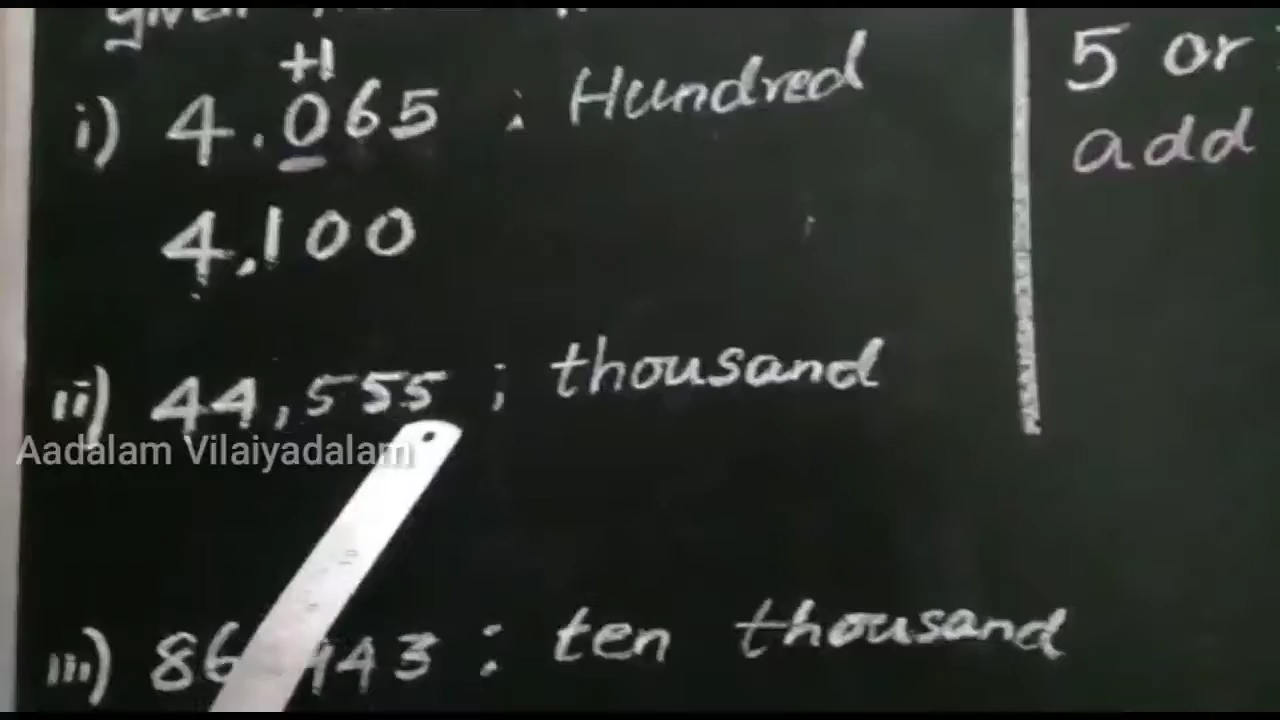 given
+1
i) 4.065 : Hundred
4,100
ii) 44,555 ; thousand
Aadalam Vilaiyadalam
iii) 86 443 : ten thousand
5 or
add